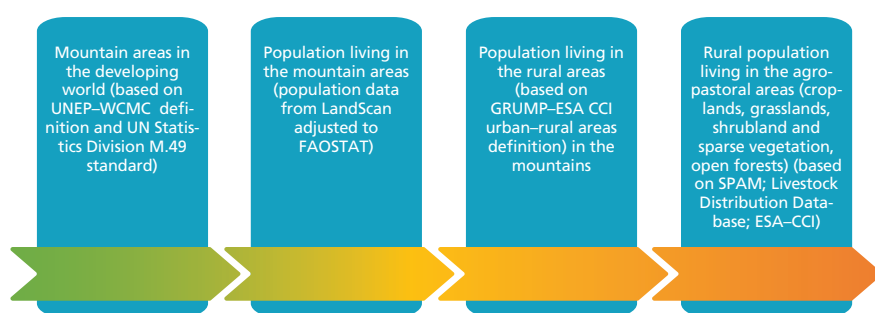 Mountain areas in
the developing
world (based on
UNEP–WCMC defi-
nition and UN Statis-
tics Division M.49
standard)
Population living in
the mountain areas
(population data
from LandScan
adjusted to
FAOSTAT)
Population living in
the rural areas
(based on
GRUMP–ESA CCI
urban–rural areas
definition) in the
mountains
Rural population
living in the agro-
pastoral areas (crop-
lands, grasslands,
shrubland and
sparse vegetation,
open forests) (based
on SPAM; Livestock
Distribution Data-
base; ESA–CCI)